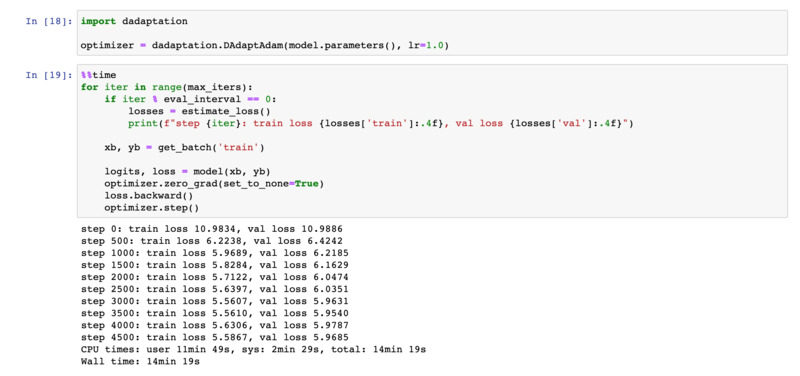 In [18]: import dadaptation
optimizer = dadaptation.DAdaptAdam(model.parameters(), lr=1.0)
In [19]: %%time
for iter in range(max_iters):
    if iter % eval_interval == 0:
        losses = estimate_loss()
        print(f"step {iter}: train loss {losses['train']:.4f}, val loss {losses['val']:.4f}")
    xb, yb = get_batch('train')
    logits, loss = model(xb, yb)
    optimizer.zero_grad(set_to_none=True)
    loss.backward()
    optimizer.step()
step 0: train loss 10.9834, val loss 10.9886
step 500: train loss 6.2238, val loss 6.4242
step 1000: train loss 5.9689, val loss 6.2185
step 1500: train loss 5.8284, val loss 6.1629
step 2000: train loss 5.7122, val loss 6.0474
step 2500: train loss 5.6397, val loss 6.0351
step 3000: train loss 5.5607, val loss 5.9631
step 3500: train loss 5.5610, val loss 5.9540
step 4000: train loss 5.6306, val loss 5.9787
step 4500: train loss 5.5867, val loss 5.9685
CPU times: user 11min 49s, sys: 2min 29s, total: 14min 19s
Wall time: 14min 19s